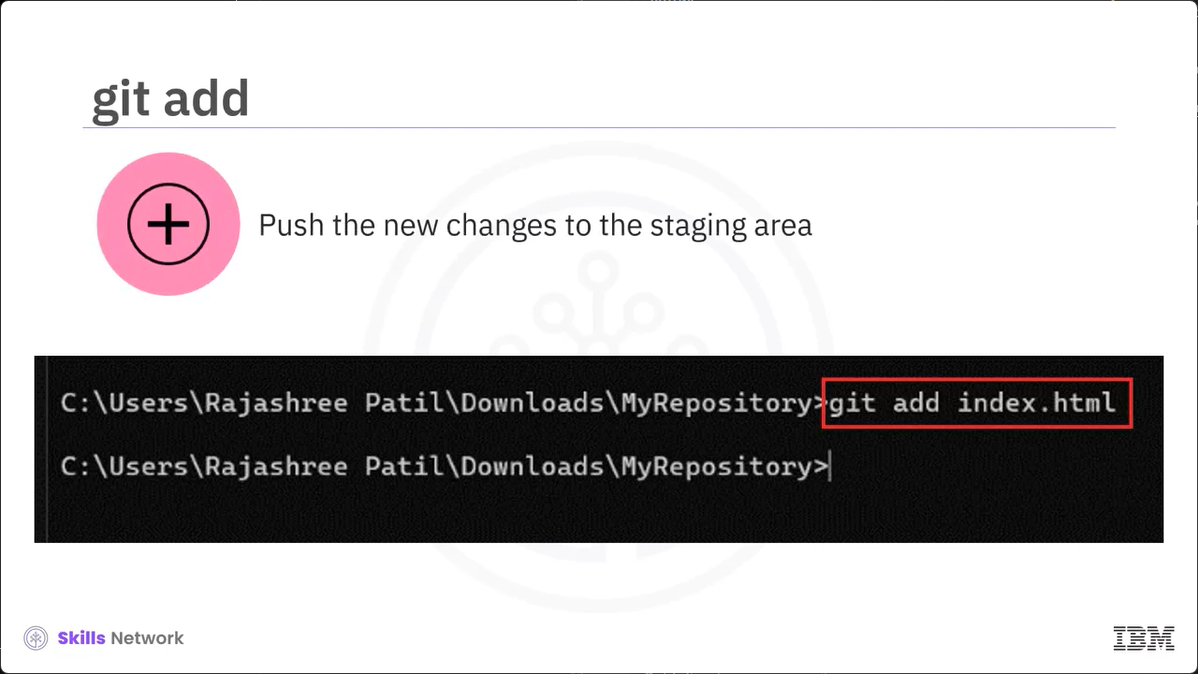 git add
Push the new changes to the staging area
C:\Users\Rajashree Patil\Downloads\MyRepository>git add index.html
C:\Users\Rajashree Patil\Downloads\MyRepository>
Skills Network
IBM